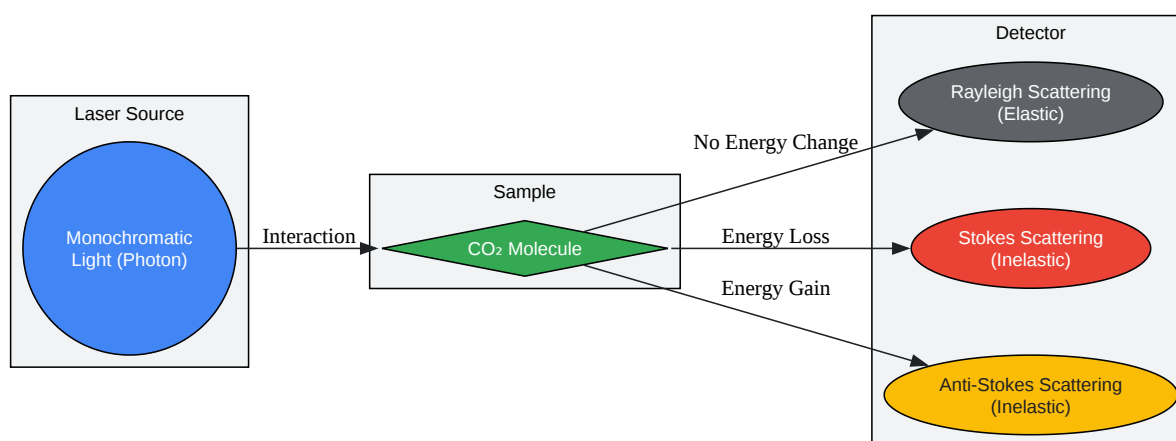 Laser Source
Monochromatic
Light (Photon)
Interaction
Sample
CO₂ Molecule
No Energy Change
Energy Loss
Energy Gain
Detector
Rayleigh Scattering
(Elastic)
Stokes Scattering
(Inelastic)
Anti-Stokes Scattering
(Inelastic)